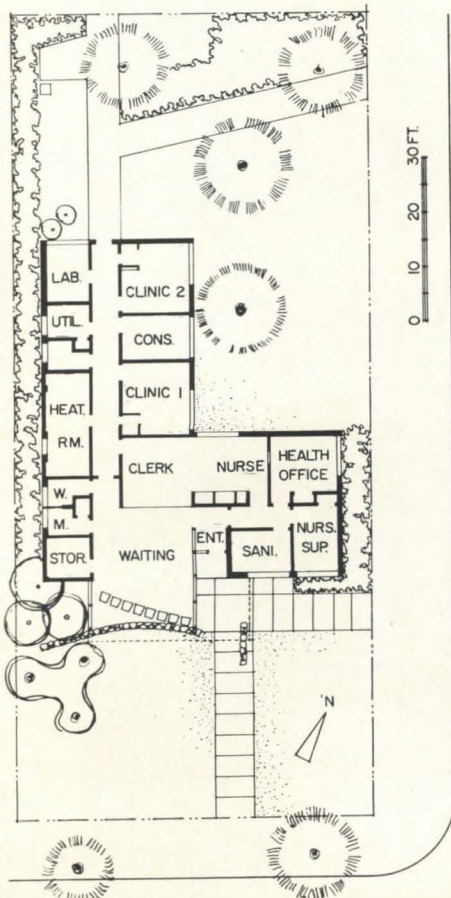 LAB.
CLINIC 2
UTIL.
CONS.
CLINIC 1
HEAT.
RM.
CLERK
NURSE
HEALTH
OFFICE
W.
M.
ENT.
SANI.
NURS.
SUP.
STOR.
WAITING
'N
0 10 20 30 FT.